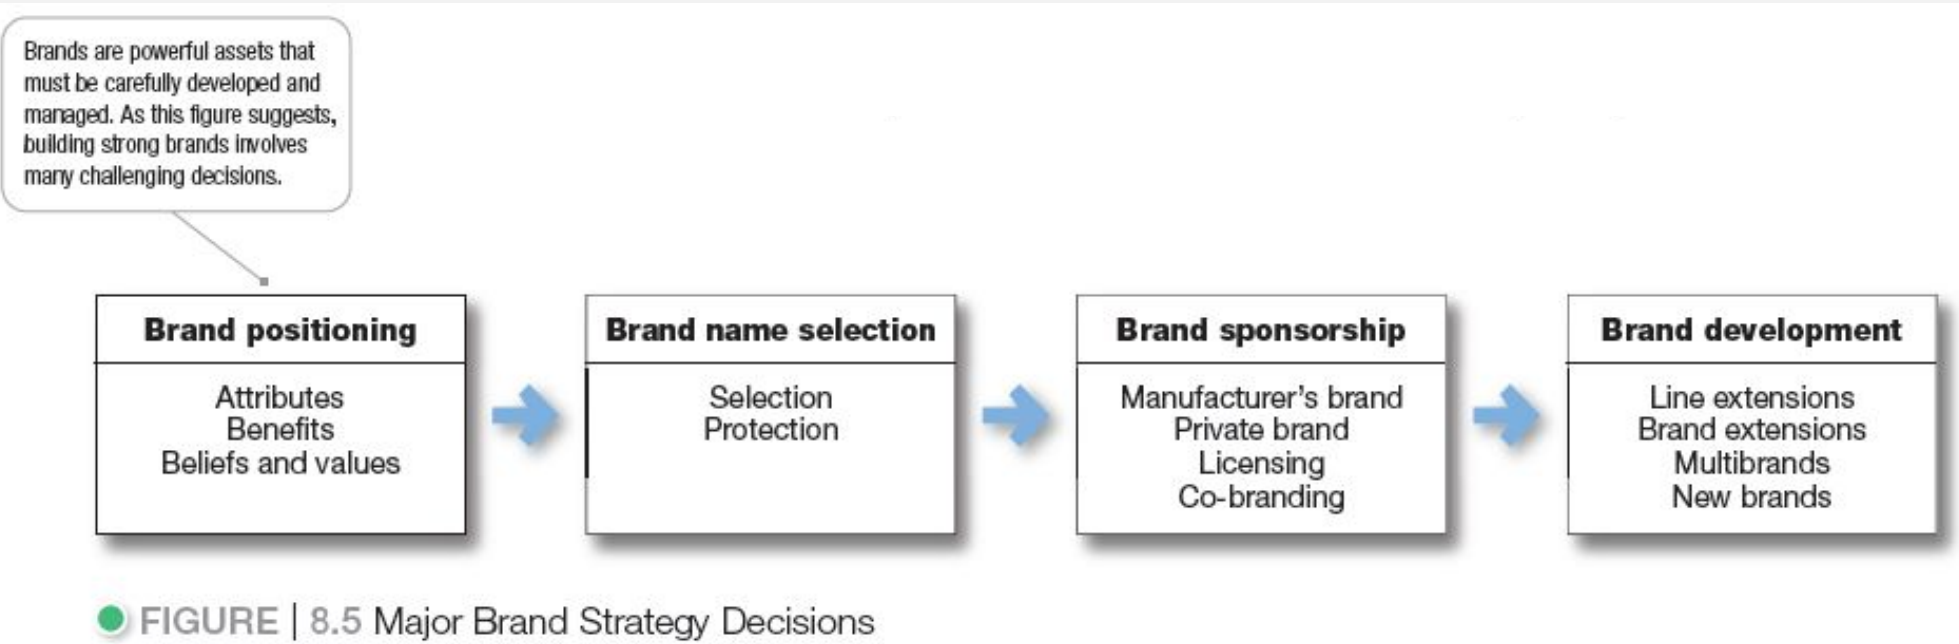 Brands are powerful assets that
must be carefully developed and
managed. As this figure suggests,
building strong brands involves
many challenging decisions.
Brand positioning
Attributes
Benefits
Beliefs and values
Brand name selection
Selection
Protection
Brand sponsorship
Manufacturer's brand
Private brand
Licensing
Co-branding
Brand development
Line extensions
Brand extensions
Multibrands
New brands
FIGURE | 8.5 Major Brand Strategy Decisions